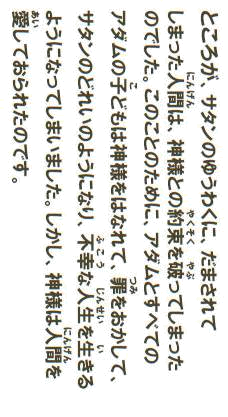 ところが、サタンのゆうわくに、だまされて
しまった人間は、神様との約束を破ってしまった
のでした。このことのために、アダムとすべての
アダムの子どもは神様をはなれて、罪をおかして、
サタンのどれいのようになり、不幸な人生を生きる
ようになってしまいました。しかし、神様は人間を
愛しておられたのです。